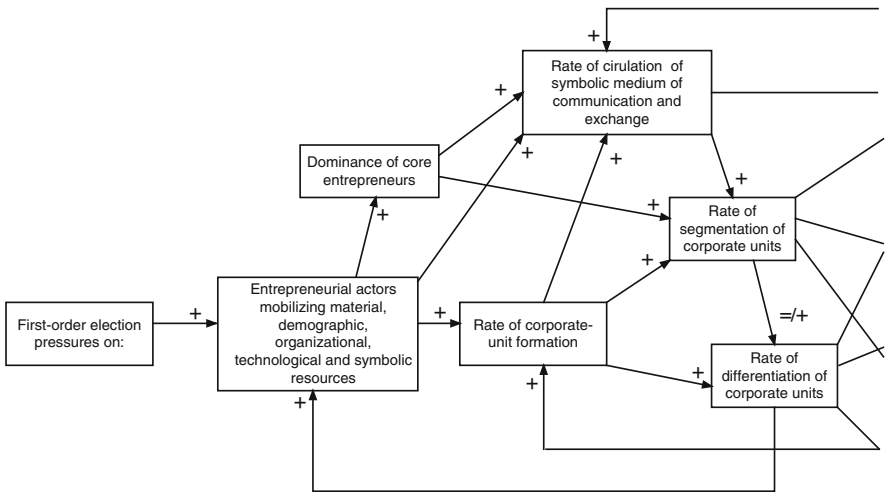 +
Rate of cirulation of
symbolic medium of
communication and
exchange
+
+
+
Dominance of core
entrepreneurs
+
+
+
Rate of
segmentation of
corporate units
+
First-order election
pressures on:
+
Entrepreneurial actors
mobilizing material,
demographic,
organizational,
technological and symbolic
resources
+
Rate of corporate-
unit formation
=/+
+
Rate of
differentiation of
corporate units
+
+